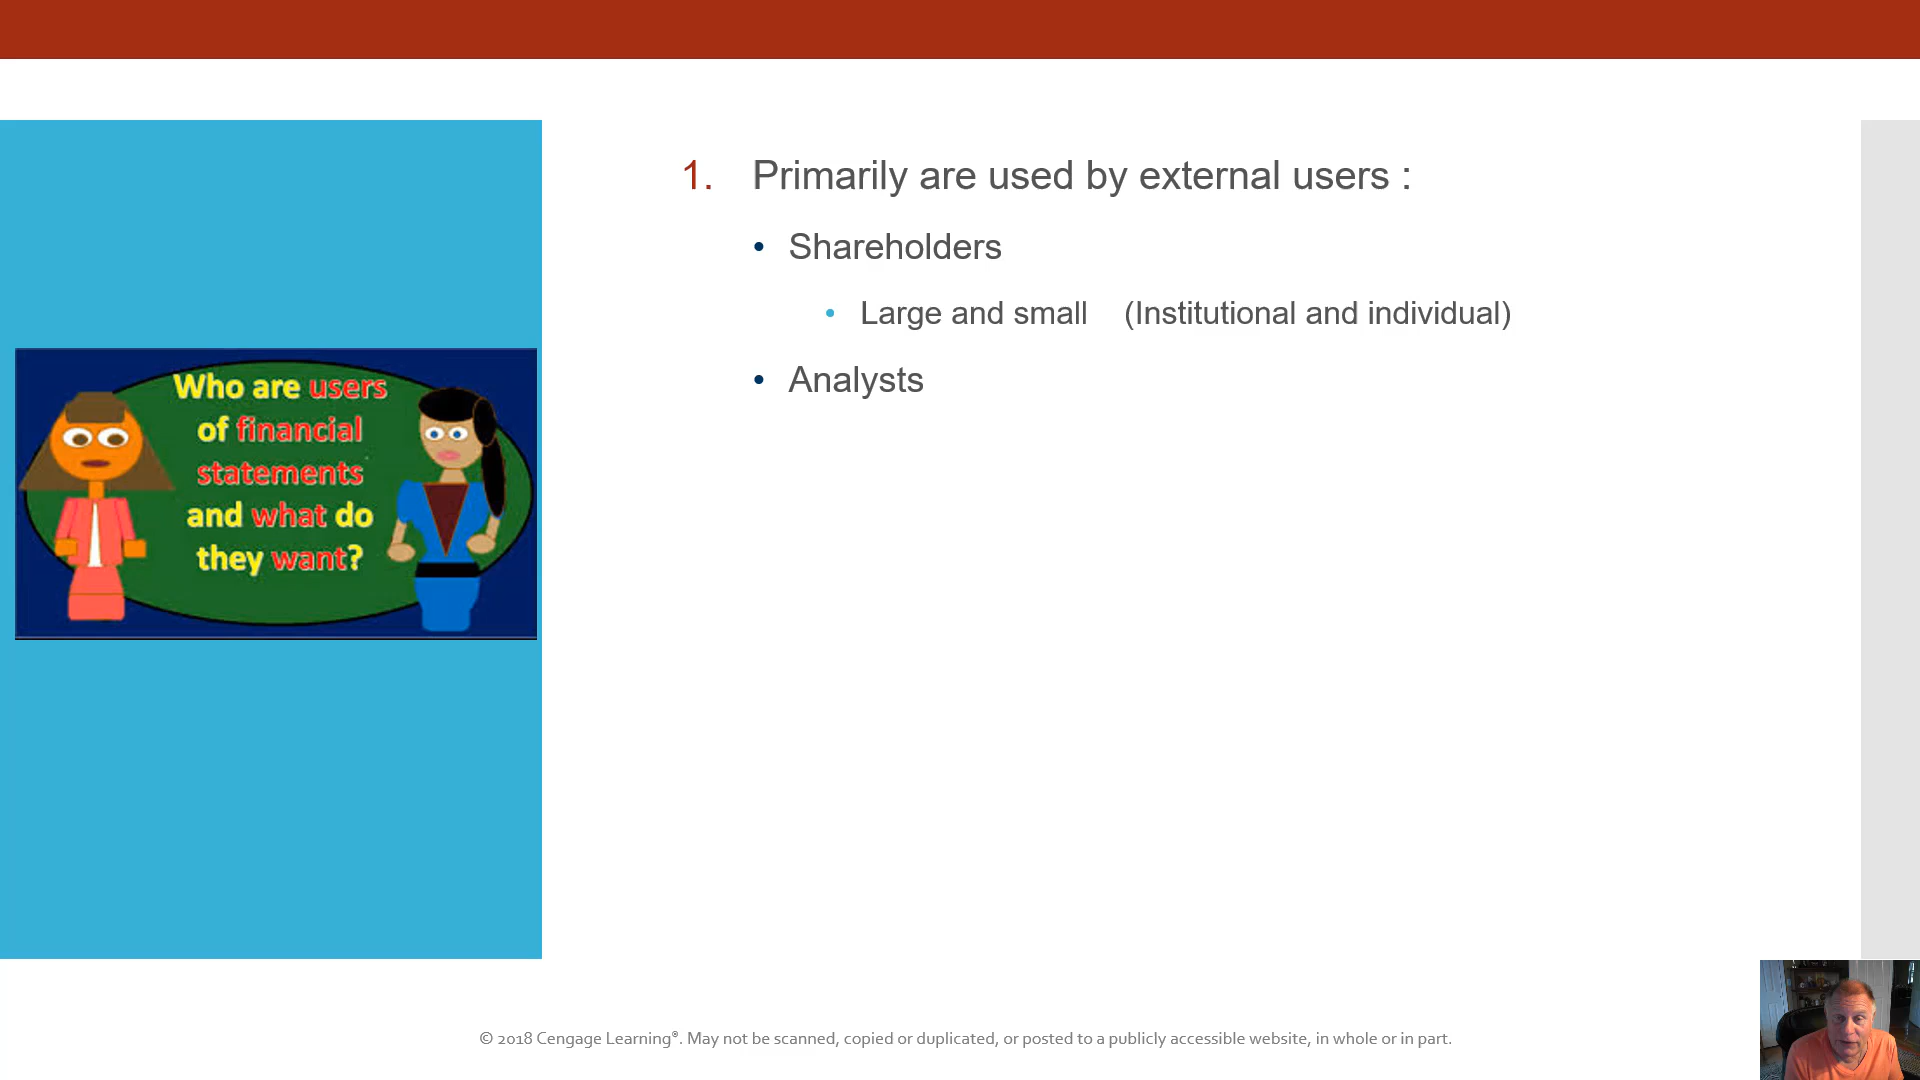 Who are users
of financial
statements
and what do
they want?
1. Primarily are used by external users :
• Shareholders
• Large and small (Institutional and individual)
• Analysts
© 2018 Cengage Learning®. May not be scanned, copied or duplicated, or posted to a publicly accessible website, in whole or in part.